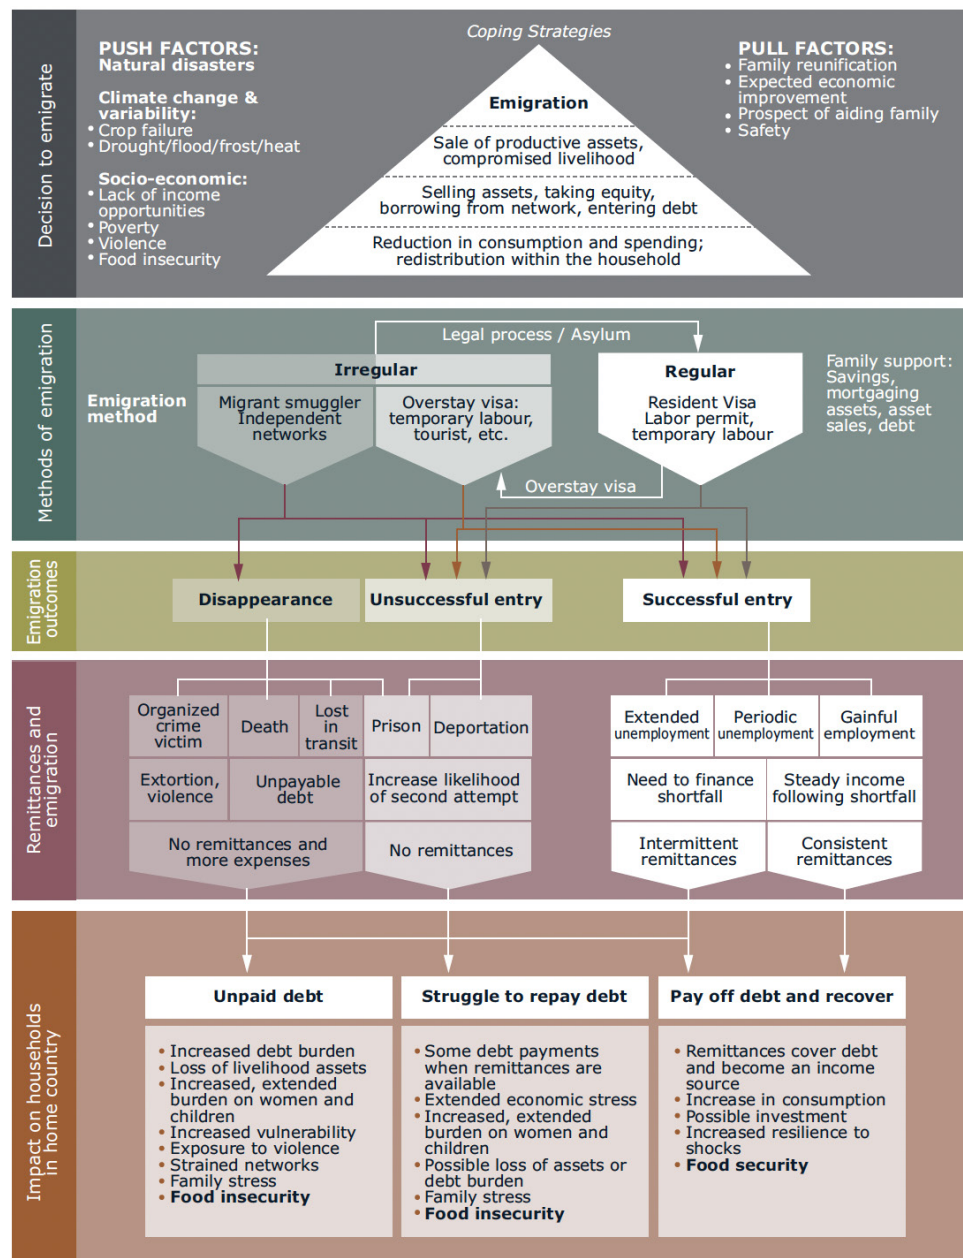 Decision to emigrate
PUSH FACTORS:
Natural disasters
Climate change &
variability:
• Crop failure
• Drought/flood/frost/heat
Socio-economic:
• Lack of income
opportunities
• Poverty
• Violence
• Food insecurity
Coping Strategies
Emigration
Sale of productive assets,
compromised livelihood
Selling assets, taking equity,
borrowing from network, entering debt
Reduction in consumption and spending;
redistribution within the household
PULL FACTORS:
• Family reunification
• Expected economic
improvement
• Prospect of aiding family
• Safety
Methods of emigration
Emigration
method
Legal process / Asylum
Irregular
Migrant smuggler
Independent
networks
Overstay visa:
temporary labour,
tourist, etc.
Regular
Resident Visa
Labor permit,
temporary labour
Overstay visa
Family support:
Savings,
mortgaging
assets, asset
sales, debt
Emigration
outcomes
Disappearance
Unsuccessful entry
Successful entry
Remittances and
emigration
Organized
crime
victim
Death
Lost
in
transit
Prison
Deportation
Extended
unemployment
Periodic
unemployment
Gainful
employment
Extortion,
violence
Unpayable
debt
Increase likelihood
of second attempt
Need to finance
shortfall
Steady income
following shortfall
No remittances and
more expenses
No remittances
Intermittent
remittances
Consistent
remittances
Impact on households
in home country
Unpaid debt
• Increased debt burden
• Loss of livelihood assets
• Increased, extended
burden on women and
children
• Increased vulnerability
• Exposure to violence
• Strained networks
• Family stress
• Food insecurity
Struggle to repay debt
• Some debt payments
when remittances are
available
• Extended economic stress
• Increased, extended
burden on women and
children
• Possible loss of assets or
debt burden
• Family stress
• Food insecurity
Pay off debt and recover
• Remittances cover debt
and become an income
source
• Increase in consumption
• Possible investment
• Increased resilience to
shocks
• Food security